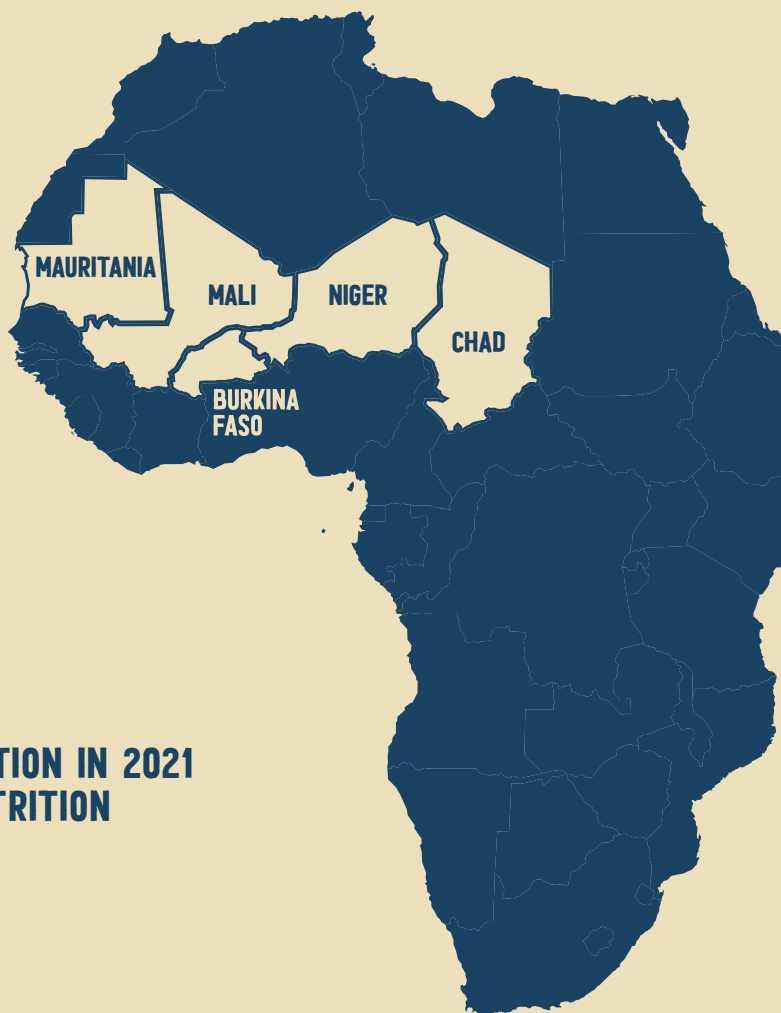 MAURITANIA
MALI
NIGER
CHAD
BURKINA
FASO
TION IN 2021
TRITION